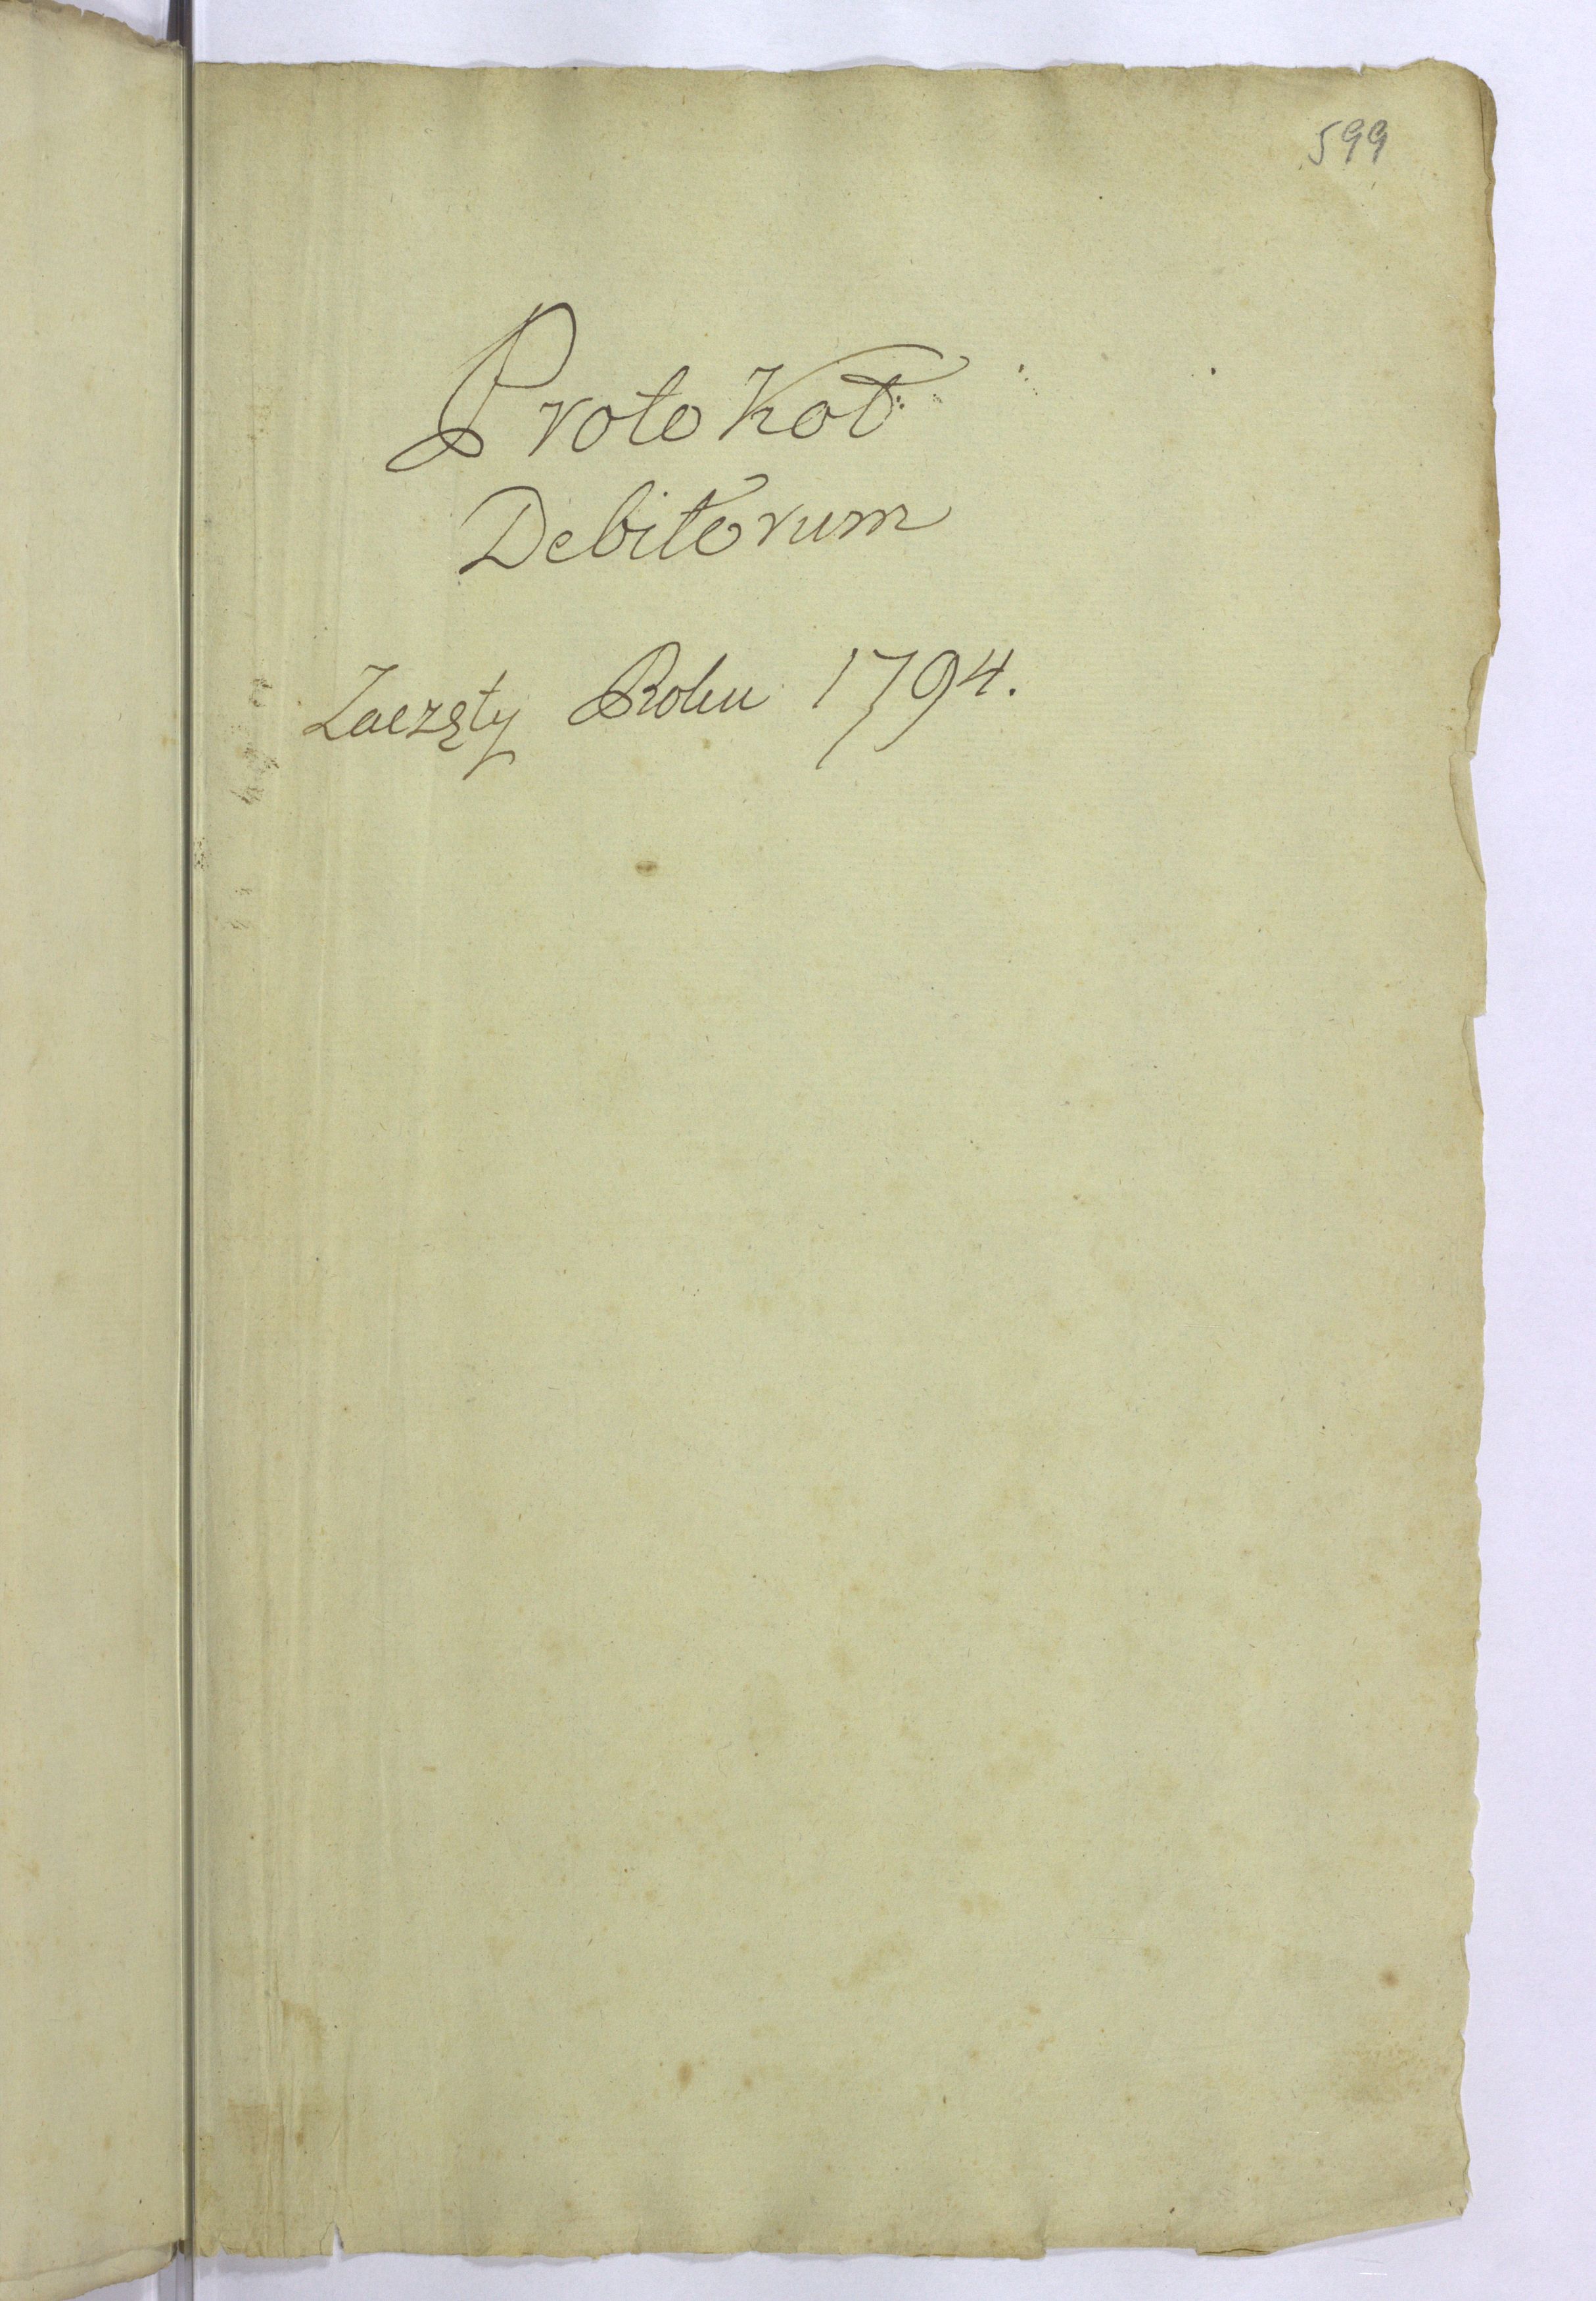 599
Protokoł
Debitorum
Zaczęty Roku 1794.